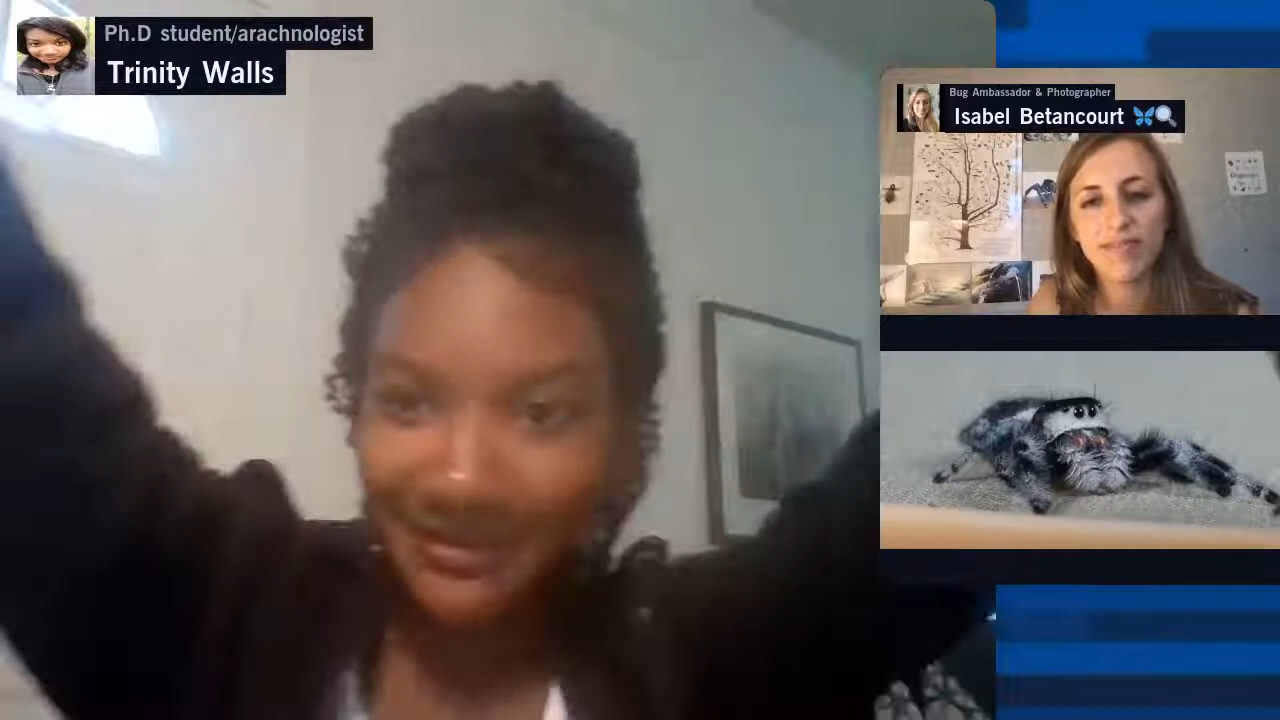 Ph.D student/arachnologist
Trinity Walls
Bug Ambassador & Photographer
Isabel Betancourt 🦋🔍